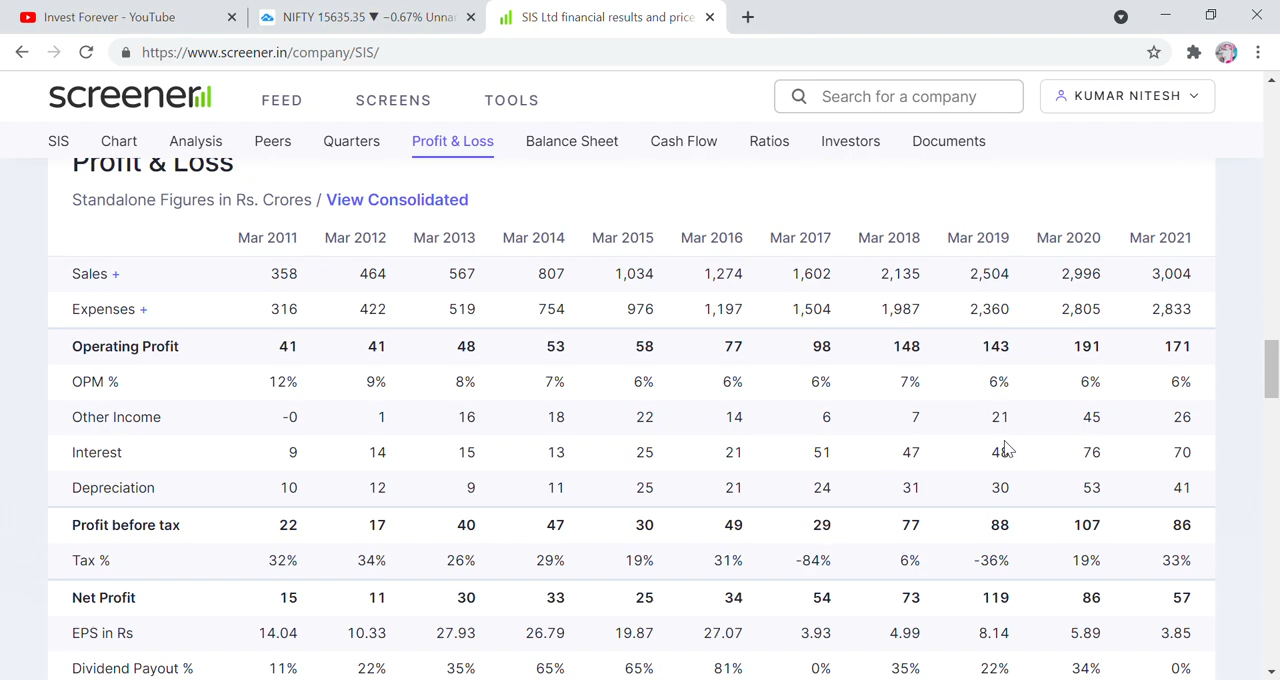 Invest Forever - YouTube NIFTY 15635.35 ▼ −0.67% Unna SIS Ltd financial results and price
https://www.screener.in/company/SIS/
screener FEED SCREENS TOOLS Search for a company KUMAR NITESH
SIS Chart Analysis Peers Quarters Profit & Loss Balance Sheet Cash Flow Ratios Investors Documents
Profit & Loss
Standalone Figures in Rs. Crores / View Consolidated
Mar 2011 Mar 2012 Mar 2013 Mar 2014 Mar 2015 Mar 2016 Mar 2017 Mar 2018 Mar 2019 Mar 2020 Mar 2021
Sales + 358 464 567 807 1,034 1,274 1,602 2,135 2,504 2,996 3,004
Expenses + 316 422 519 754 976 1,197 1,504 1,987 2,360 2,805 2,833
Operating Profit 41 41 48 53 58 77 98 148 143 191 171
OPM % 12% 9% 8% 7% 6% 6% 6% 7% 6% 6% 6%
Other Income -0 1 16 18 22 14 6 7 21 45 26
Interest 9 14 15 13 25 21 51 47 76 70
Depreciation 10 12 9 11 25 21 24 31 30 53 41
Profit before tax 22 17 40 47 30 49 29 77 88 107 86
Tax % 32% 34% 26% 29% 19% 31% -84% 6% -36% 19% 33%
Net Profit 15 11 30 33 25 34 54 73 119 86 57
EPS in Rs 14.04 10.33 27.93 26.79 19.87 27.07 3.93 4.99 8.14 5.89 3.85
Dividend Payout % 11% 22% 35% 65% 65% 81% 0% 35% 22% 34% 0%